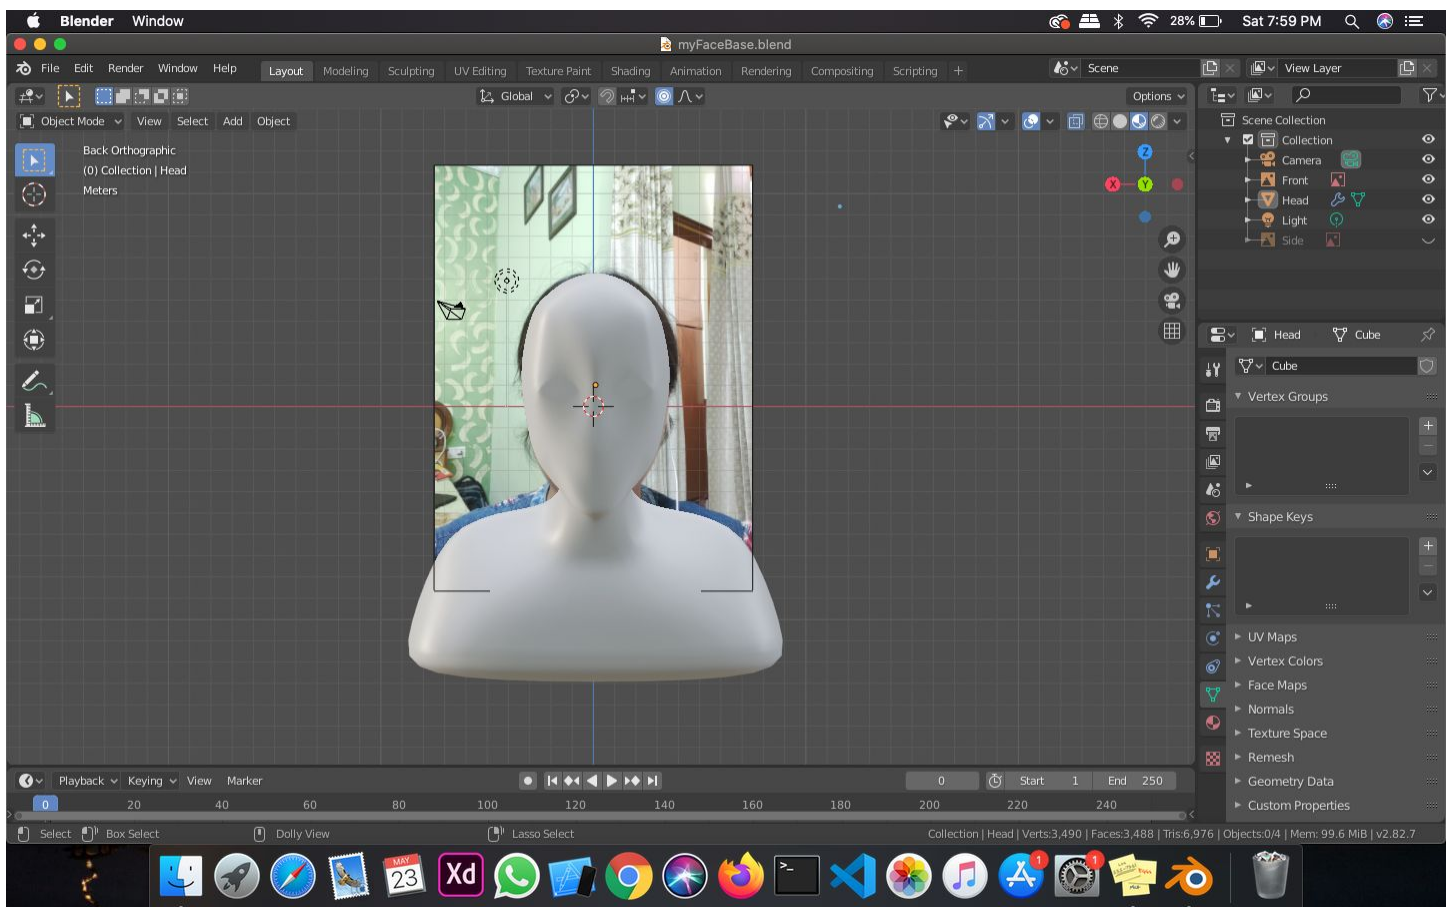 Blender Window 28% Sat 7:59 PM
myFaceBase.blend
File Edit Render Window Help Layout Modeling Sculpting UV Editing Texture Paint Shading Animation Rendering Compositing Scripting + Scene View Layer
Global Options
Object Mode View Select Add Object
Back Orthographic
(0) Collection | Head
Meters
Z
X Y
Scene Collection
Collection
Camera
Front
Head
Light
Side
Head Cube
Cube
Vertex Groups
Shape Keys
UV Maps
Vertex Colors
Face Maps
Normals
Texture Space
Remesh
Geometry Data
Custom Properties
Playback Keying View Marker 0 Start 1 End 250
0 20 40 60 80 100 120 140 160 180 200 220 240
Select Box Select Dolly View Lasso Select Collection | Head | Verts:3,490 | Faces:3,488 | Tris:6,976 | Objects:0/4 | Mem: 99.6 MiB | v2.82.7
MAY
23
Xd
>_
1
1